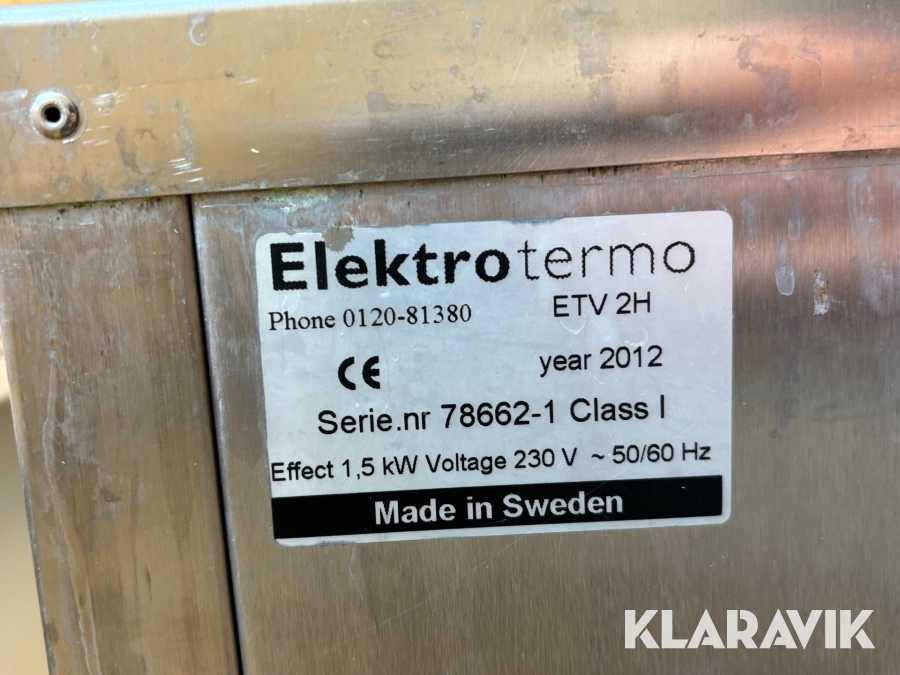 Elektrotermo
Phone 0120-81380
ETV 2H
CE
year 2012
Serie.nr 78662-1 Class I
Effect 1,5 kW Voltage 230 V ~ 50/60 Hz
Made in Sweden
KLARAVIK